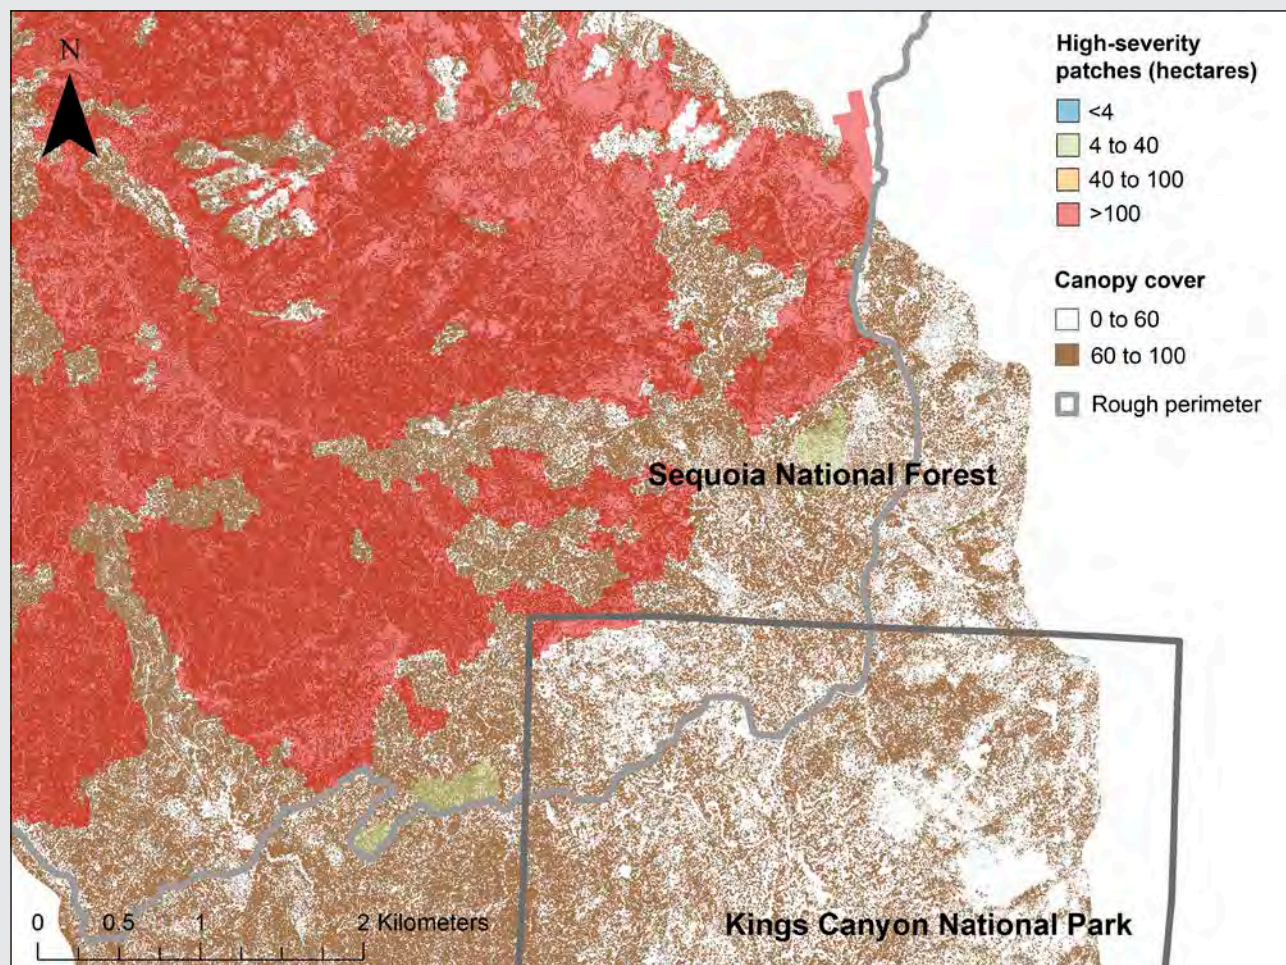 N
High-severity
patches (hectares)
<4
4 to 40
40 to 100
>100
Canopy cover
0 to 60
60 to 100
Rough perimeter
Sequoia National Forest
Kings Canyon National Park
0 0.5 1 2 Kilometers